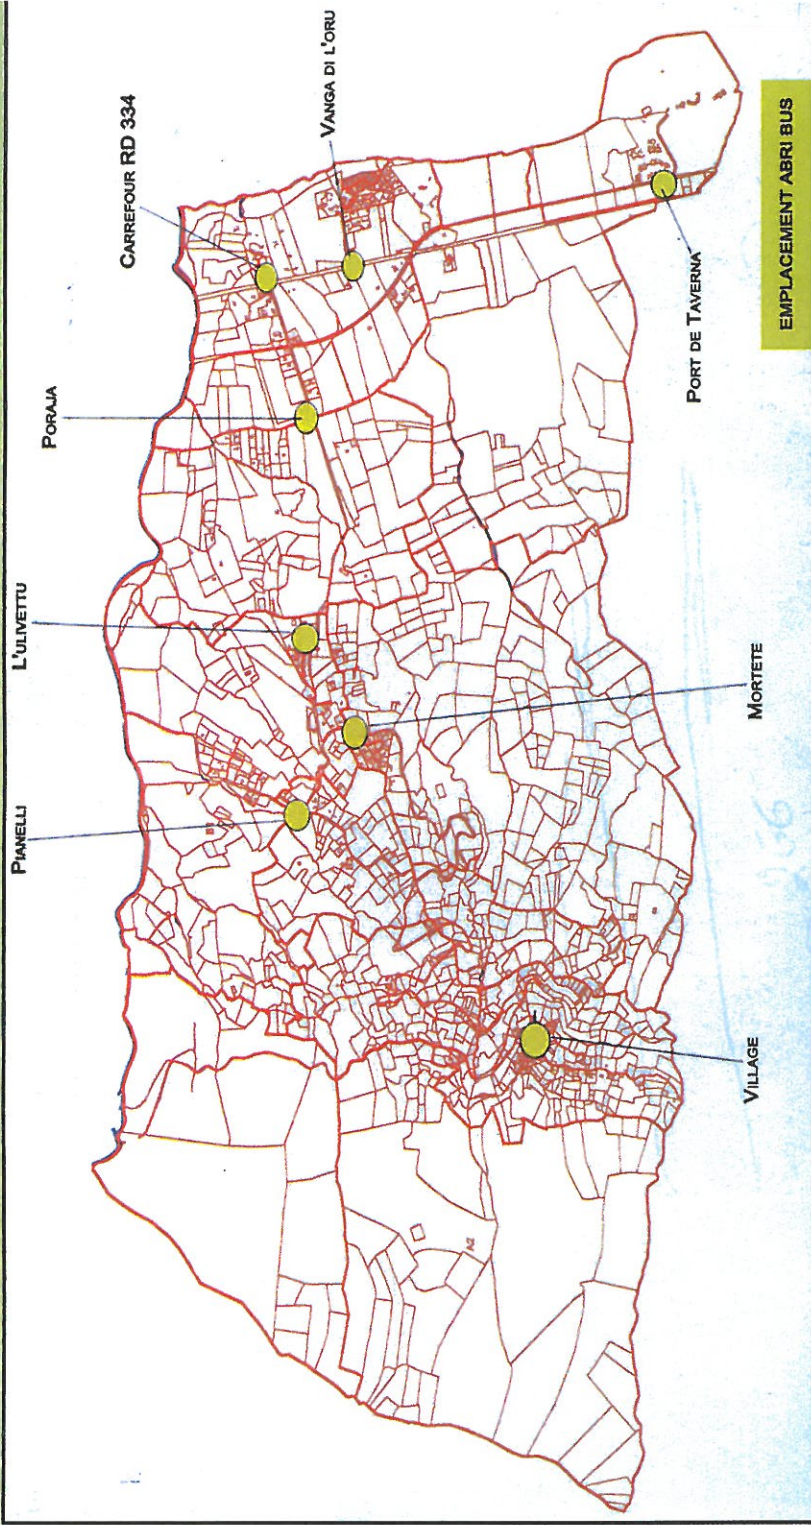 PIANELLI
L'ULIVETTU
PORAJA
CARREFOUR RD 334
VANGA DI L'ORU
VILLAGE
MORTETE
PORT DE TAVERNA
EMPLACEMENT ABRI BUS